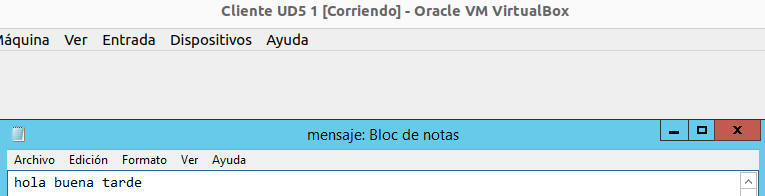 Cliente UD5 1 [Corriendo] - Oracle VM VirtualBox
Máquina Ver Entrada Dispositivos Ayuda
mensaje: Bloc de notas
Archivo Edición Formato Ver Ayuda
hola buena tarde